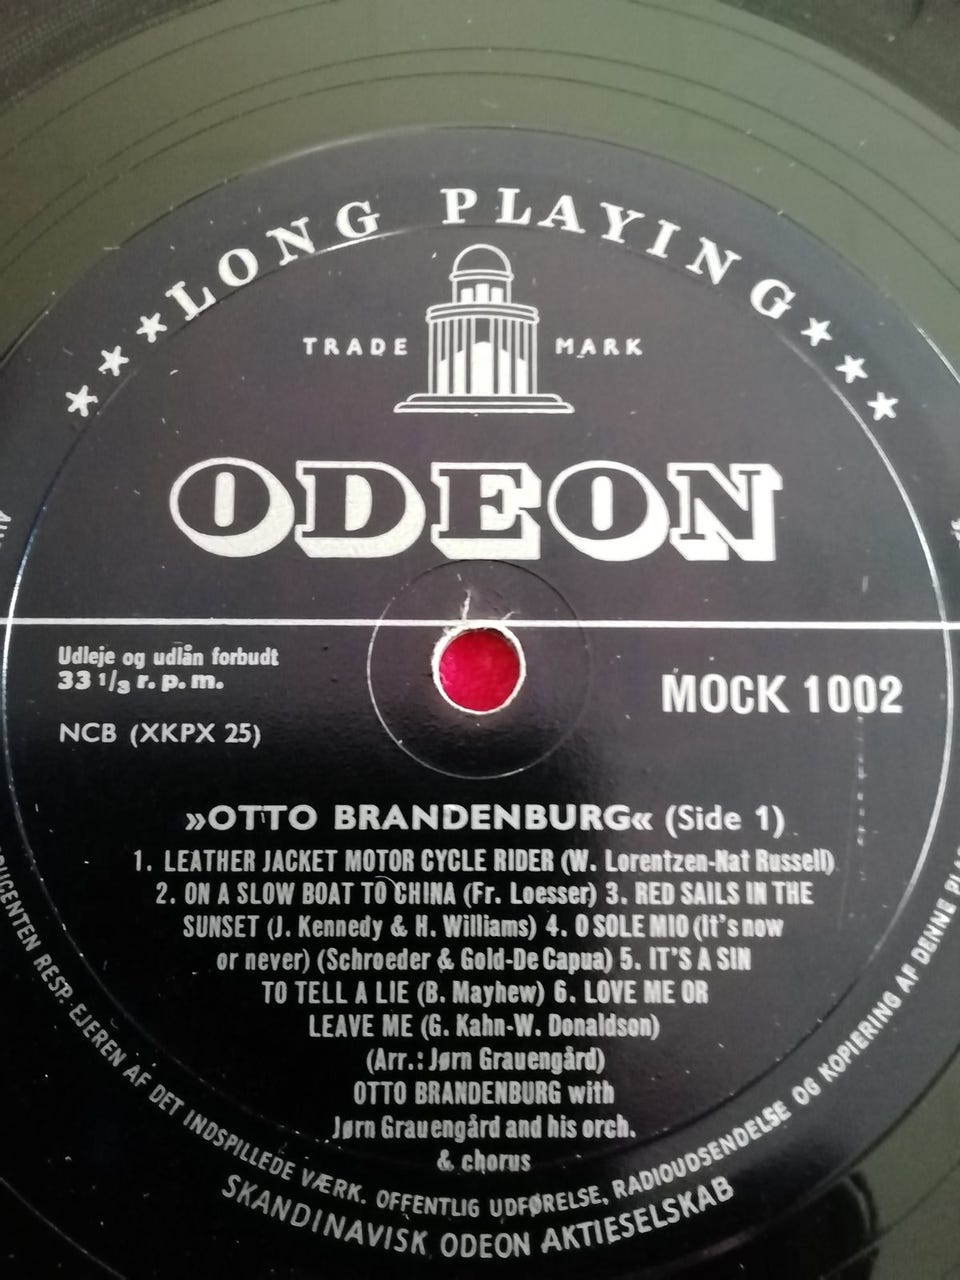 ★★★LONG PLAYING★★★
TRADE MARK
ODEON
Udleje og udlån forbudt
33 1/3 r. p. m.
MOCK 1002
NCB (XKPX 25)
»OTTO BRANDENBURG« (Side 1)
1. LEATHER JACKET MOTOR CYCLE RIDER (W. Lorentzen-Nat Russell)
2. ON A SLOW BOAT TO CHINA (Fr. Loesser) 3. RED SAILS IN THE
SUNSET (J. Kennedy & H. Williams) 4. O SOLE MIO (It's now
or never) (Schroeder & Gold-De Capua) 5. IT'S A SIN
TO TELL A LIE (B. Mayhew) 6. LOVE ME OR
LEAVE ME (G. Kahn-W. Donaldson)
(Arr.: Jørn Grauengård)
OTTO BRANDENBURG with
Jørn Grauengård and his orch.
& chorus
RESP. EJEREN AF DET INDSPILLEDE VÆRK. OFFENTLIG UDFØRELSE, RADIOUDSENDELSE OG KOPIERING AF DENNE
SKANDINAVISK ODEON AKTIESELSKAB